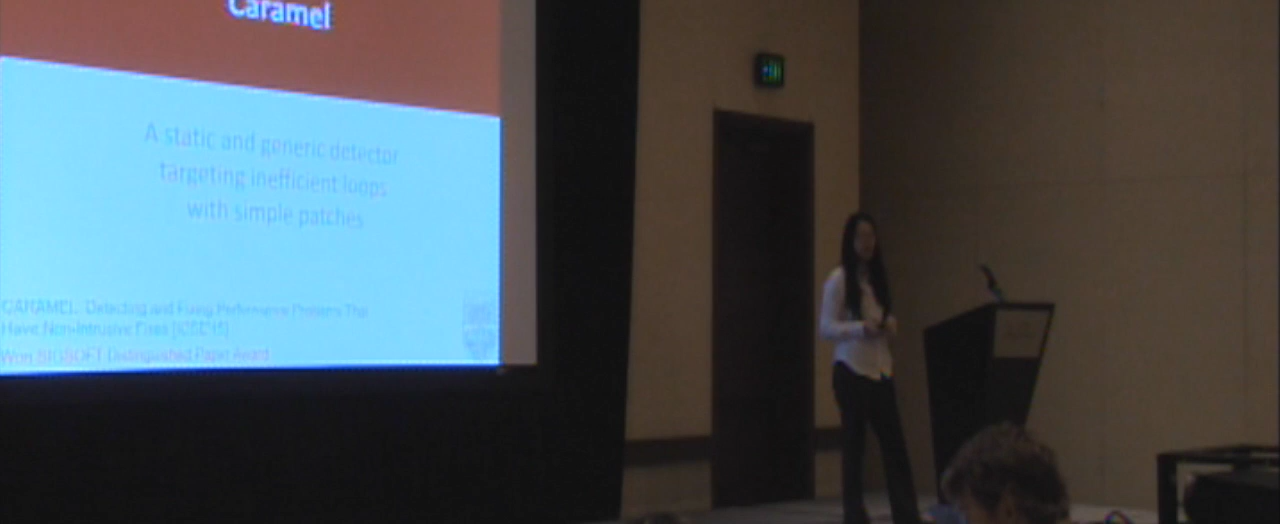 Caramel
A static and generic detector
targeting inefficient loops
with simple patches
CARAMEL: Detecting and Fixing Performance Problems That
Have Non-Intrusive Fixes [ICSE'15]
Won SIGSOFT Distinguished Paper Award